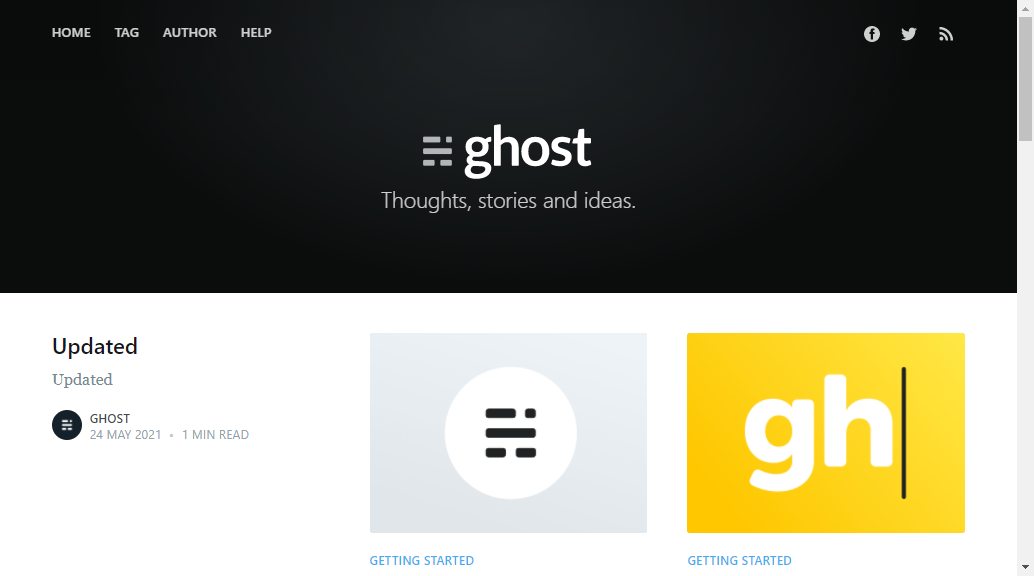 HOME TAG AUTHOR HELP
ghost
Thoughts, stories and ideas.
Updated
Updated
GHOST
24 MAY 2021 • 1 MIN READ
GETTING STARTED
gh
GETTING STARTED